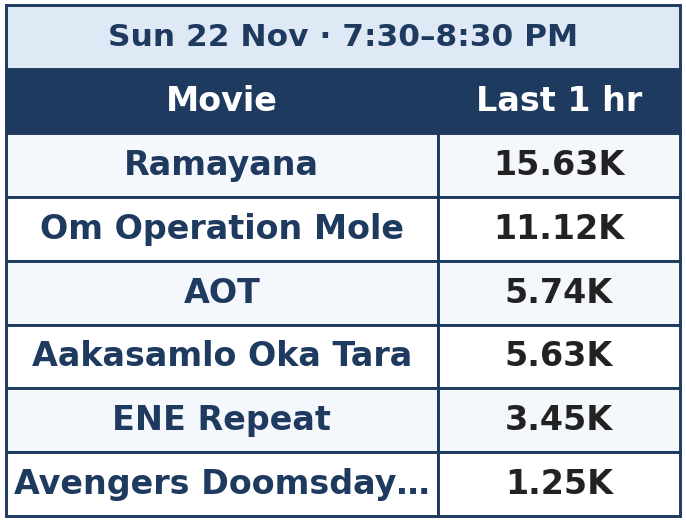 Sun 22 Nov · 7:30–8:30 PM
Movie Last 1 hr
Ramayana 15.63K
Om Operation Mole 11.12K
AOT 5.74K
Aakasamlo Oka Tara 5.63K
ENE Repeat 3.45K
Avengers Doomsday... 1.25K